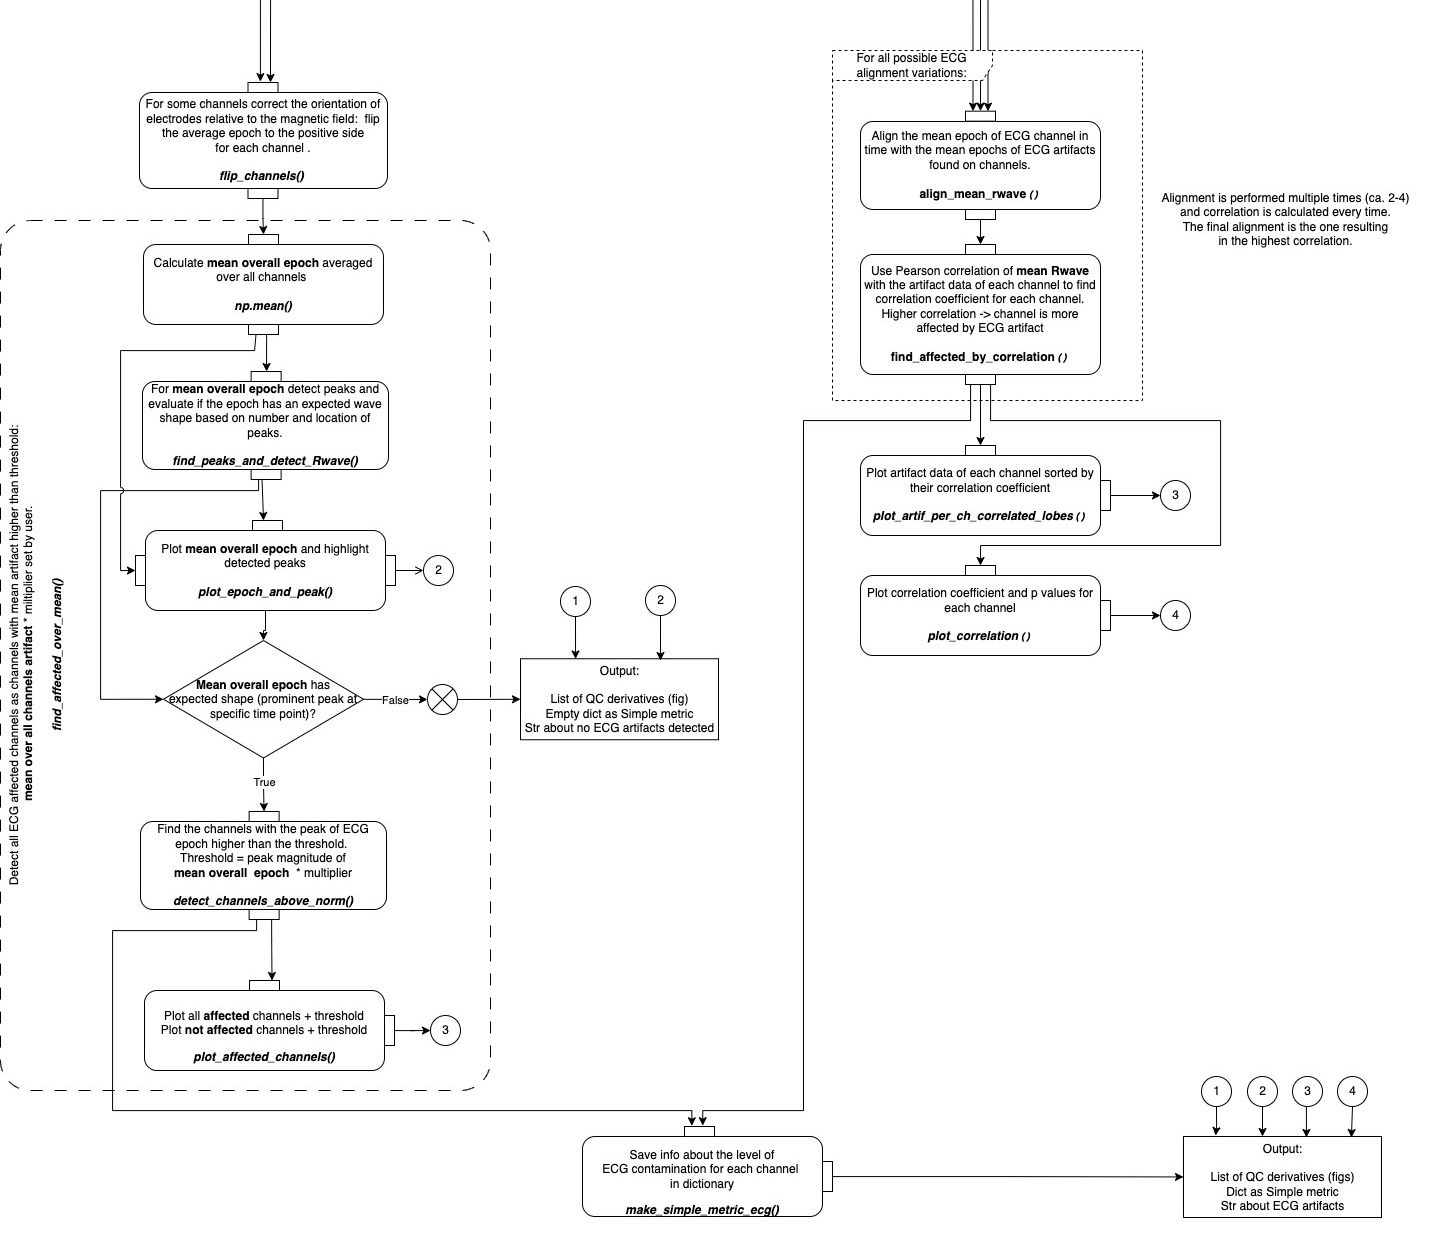 For some channels correct the orientation of
electrodes relative to the magnetic field:  flip
the average epoch to the positive side
for each channel .
flip_channels()
Detect all ECG affected channels as channels with mean artifact higher than threshold:
mean over all channels artifact * miltiplier set by user.
find_affected_over_mean()
Calculate mean overall epoch averaged
over all channels
np.mean()
For mean overall epoch detect peaks and
evaluate if the epoch has an expected wave
shape based on number and location of
peaks.
find_peaks_and_detect_Rwave()
Plot mean overall epoch and highlight
detected peaks
plot_epoch_and_peak()
2
Mean overall epoch has
expected shape (prominent peak at
specific time point)?
False
True
1
2
Output:
List of QC derivatives (fig)
Empty dict as Simple metric
Str about no ECG artifacts detected
Find the channels with the peak of ECG
epoch higher than the threshold.
Threshold = peak magnitude of
mean overall  epoch  * multiplier
detect_channels_above_norm()
Plot all affected channels + threshold
Plot not affected channels + threshold
plot_affected_channels()
3
For all possible ECG
alignment variations:
Align the mean epoch of ECG channel in
time with the mean epochs of ECG artifacts
found on channels.
align_mean_rwave ()
Alignment is performed multiple times (ca. 2-4)
and correlation is calculated every time.
The final alignment is the one resulting
in the highest correlation.
Use Pearson correlation of mean Rwave
with the artifact data of each channel to find
correlation coefficient for each channel.
Higher correlation -> channel is more
affected by ECG artifact
find_affected_by_correlation ()
Plot artifact data of each channel sorted by
their correlation coefficient
plot_artif_per_ch_correlated_lobes ()
3
Plot correlation coefficient and p values for
each channel
plot_correlation ()
4
Save info about the level of
ECG contamination for each channel
in dictionary
make_simple_metric_ecg()
1
2
3
4
Output:
List of QC derivatives (figs)
Dict as Simple metric
Str about ECG artifacts